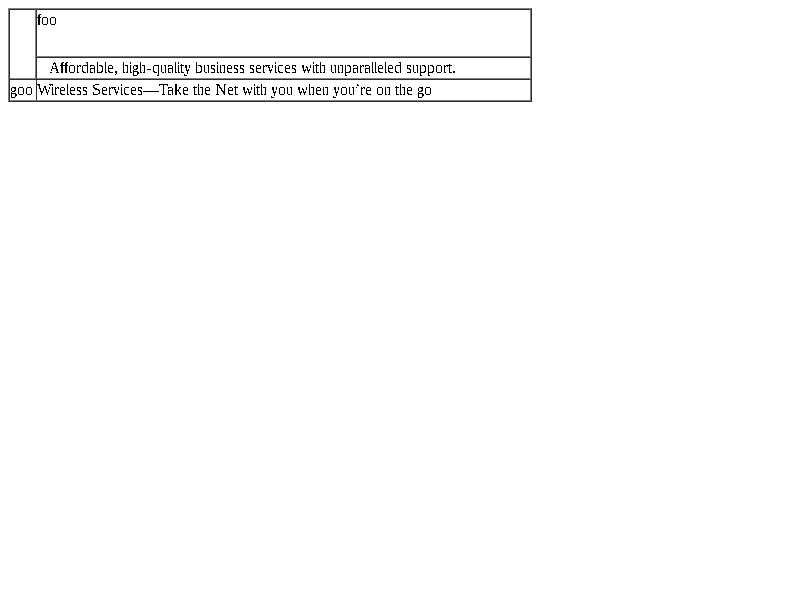 foo
Affordable, high-quality business services with unparalleled support.
goo Wireless Services—Take the Net with you when you're on the go